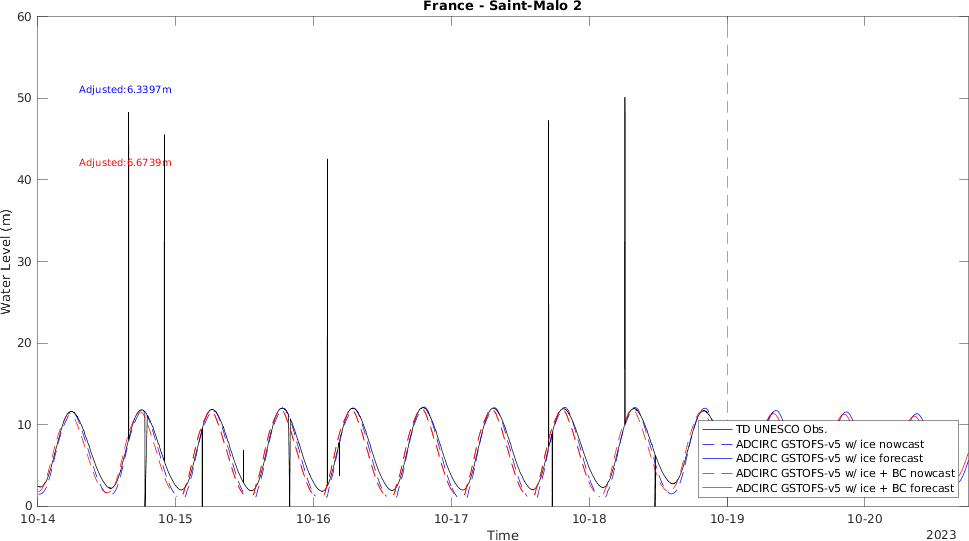 France - Saint-Malo 2
60
50
40
30
20
10
0
Water Level (m)
Adjusted:6.3397m
Adjusted:6.6739m
TD UNESCO Obs.
ADCIRC GSTOFS-v5 w/ ice nowcast
ADCIRC GSTOFS-v5 w/ ice forecast
ADCIRC GSTOFS-v5 w/ ice + BC nowcast
ADCIRC GSTOFS-v5 w/ ice + BC forecast
10-14 10-15 10-16 10-17 10-18 10-19 10-20
Time
2023